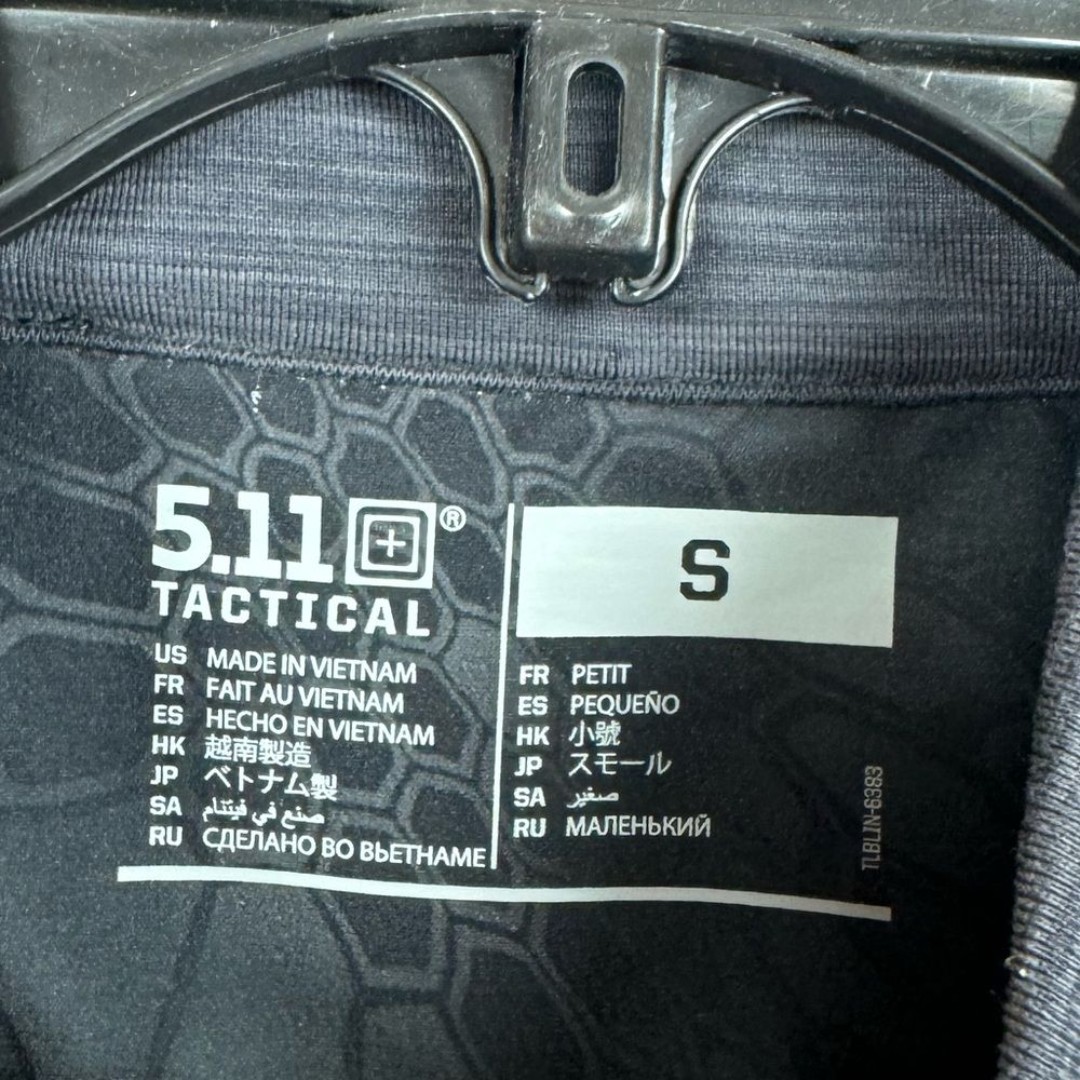 5.11®
TACTICAL
US MADE IN VIETNAM
FR FAIT AU VIETNAM
ES HECHO EN VIETNAM
HK 越南製造
JP ベトナム製
SA صنع في فيتنام
RU СДЕЛАНО ВО ВЬЕТНАМЕ
S
FR PETIT
ES PEQUEÑO
HK 小號
JP スモール
SA صغير
RU МАЛЕНЬКИЙ
TLBLIN-6383